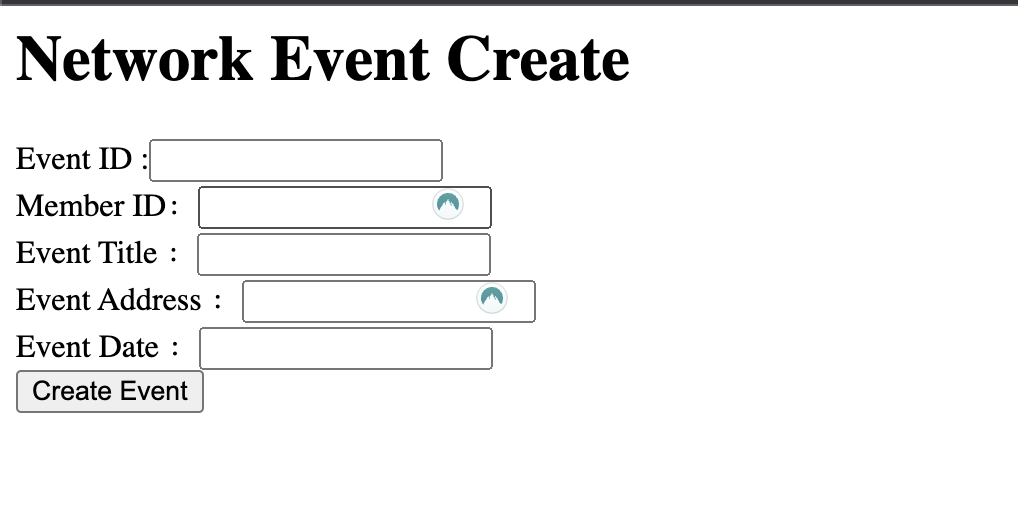 Network Event Create
Event ID :
Member ID :
Event Title :
Event Address :
Event Date :
Create Event